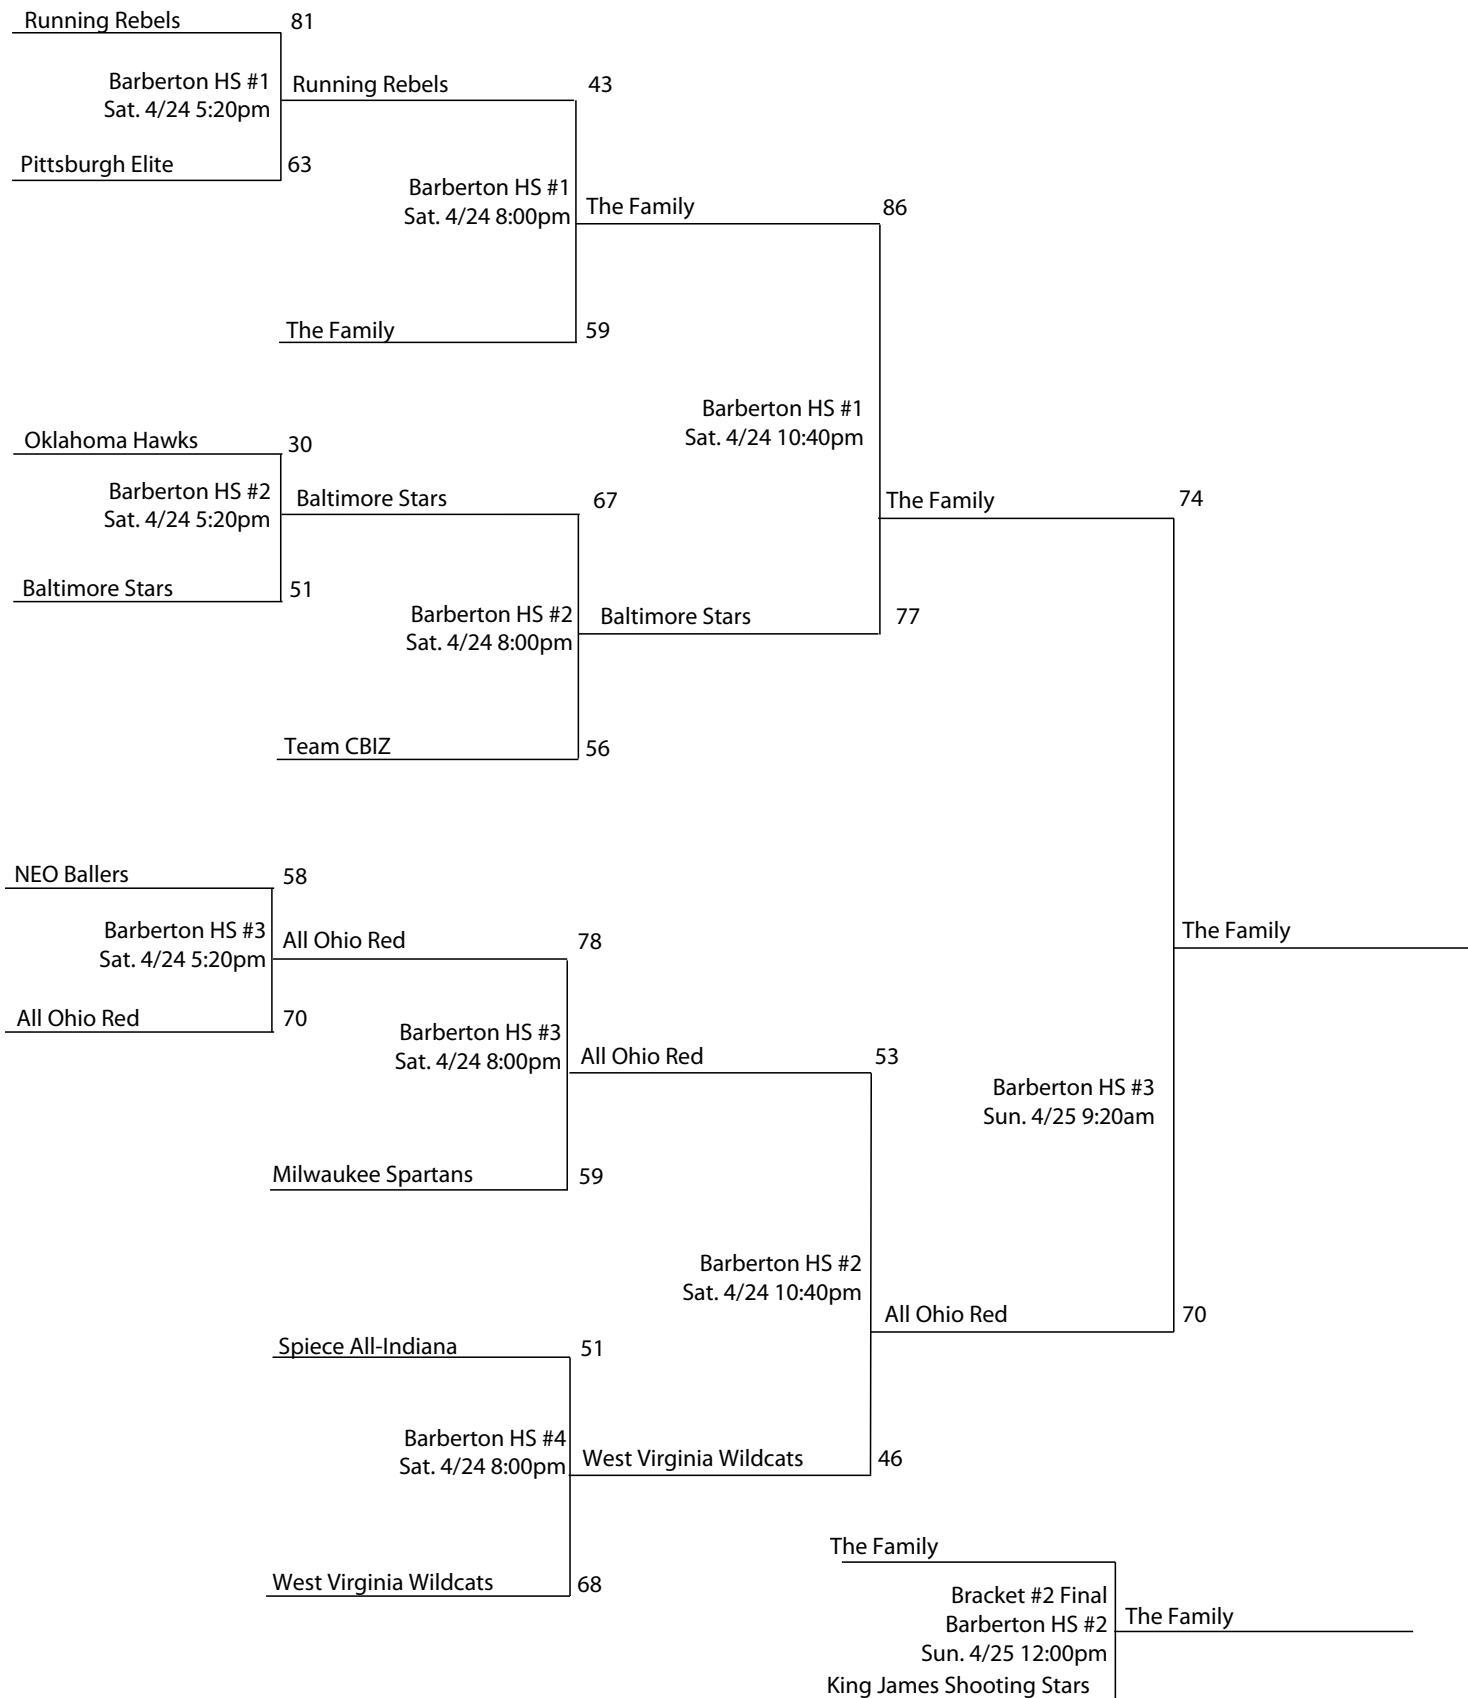 Running Rebels 81
Barberton HS #1
Sat. 4/24 5:20pm
Running Rebels 43
Pittsburgh Elite 63
Barberton HS #1
Sat. 4/24 8:00pm
The Family 86
The Family 59
Barberton HS #1
Sat. 4/24 10:40pm
Oklahoma Hawks 30
Barberton HS #2
Sat. 4/24 5:20pm
Baltimore Stars 67
The Family 74
Baltimore Stars 51
Barberton HS #2
Sat. 4/24 8:00pm
Baltimore Stars 77
Team CBIZ 56
NEO Ballers 58
Barberton HS #3
Sat. 4/24 5:20pm
All Ohio Red 78
The Family
All Ohio Red 70
Barberton HS #3
Sat. 4/24 8:00pm
All Ohio Red 53
Barberton HS #3
Sun. 4/25 9:20am
Milwaukee Spartans 59
Barberton HS #2
Sat. 4/24 10:40pm
All Ohio Red 70
Spiece All-Indiana 51
Barberton HS #4
Sat. 4/24 8:00pm
West Virginia Wildcats 46
West Virginia Wildcats 68
The Family
Bracket #2 Final
Barberton HS #2
Sun. 4/25 12:00pm
The Family
King James Shooting Stars